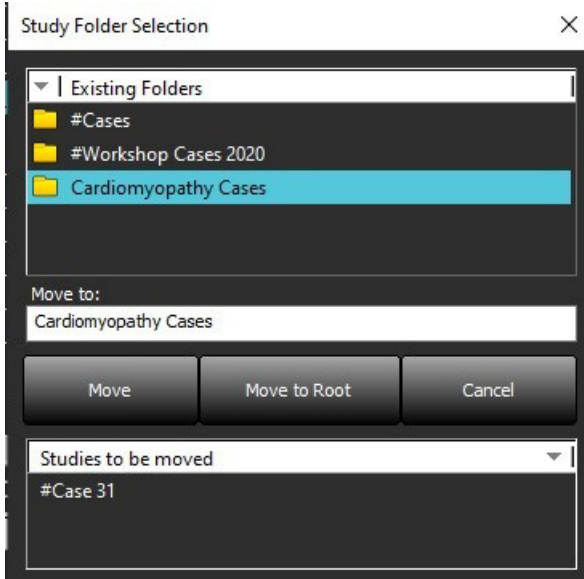 Study Folder Selection
Existing Folders
#Cases
#Workshop Cases 2020
Cardiomyopathy Cases
Move to:
Cardiomyopathy Cases
Move Move to Root Cancel
Studies to be moved
#Case 31